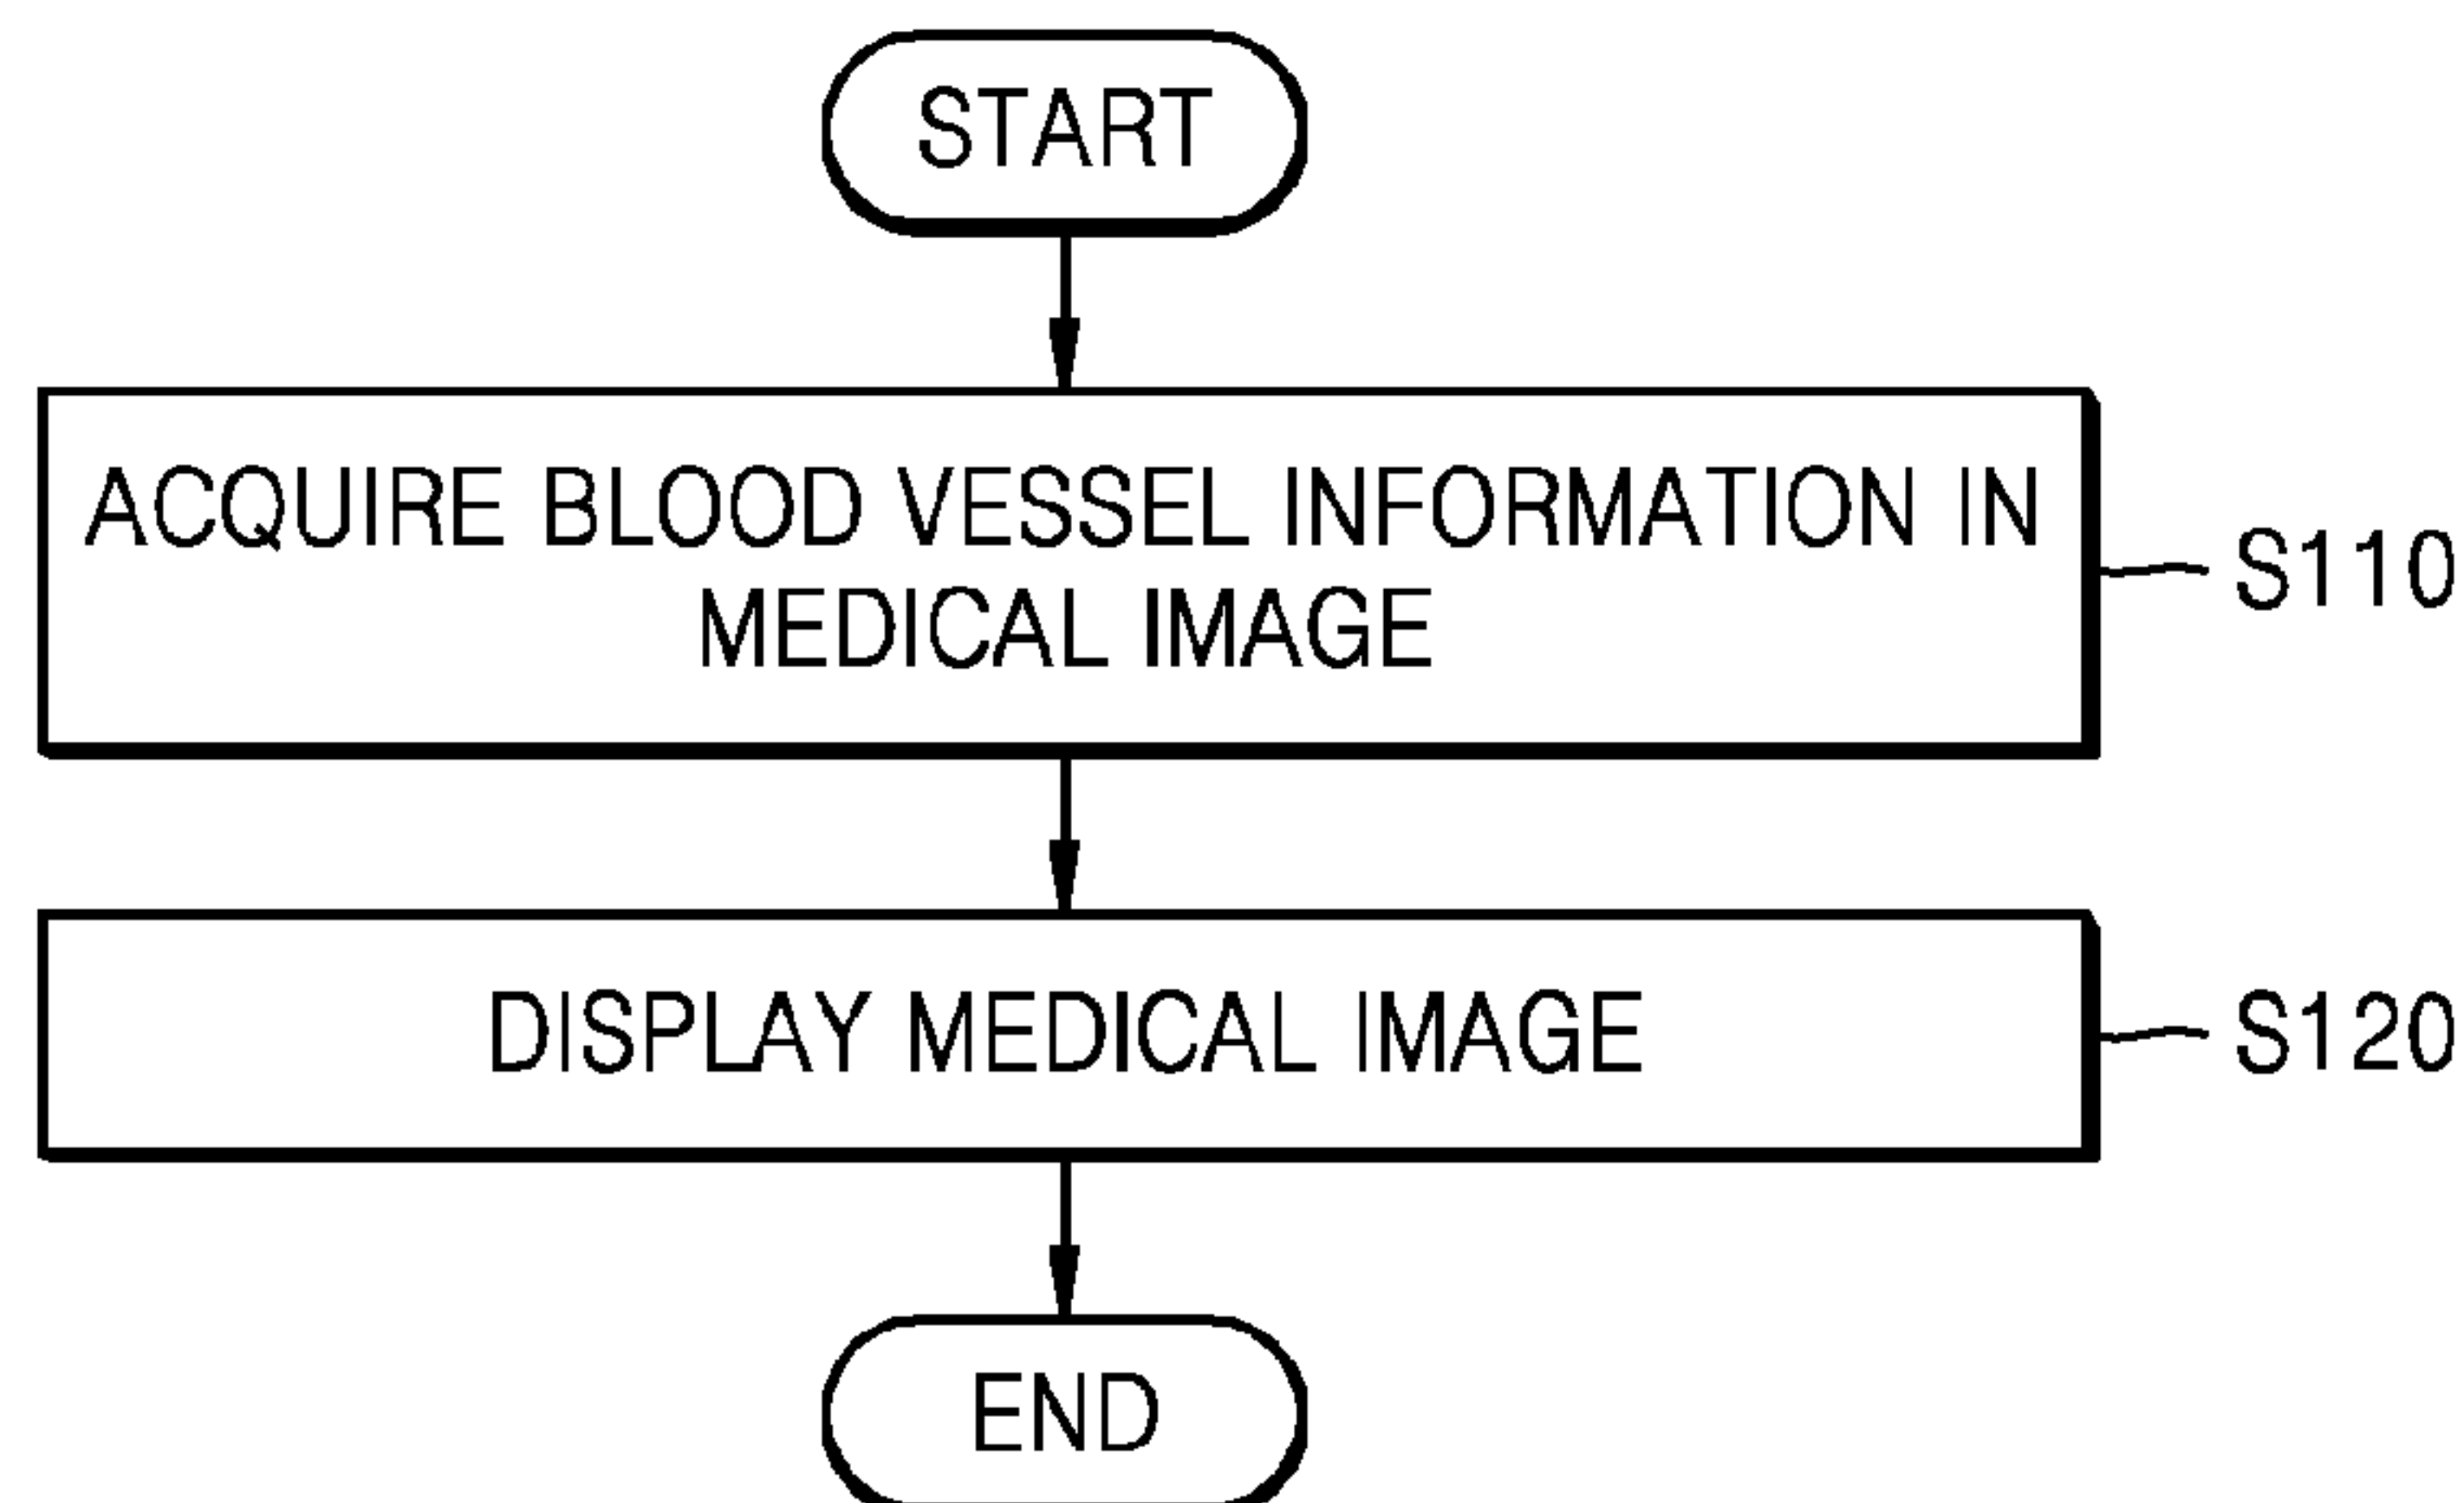 START
ACQUIRE BLOOD VESSEL INFORMATION IN
MEDICAL IMAGE
S110
DISPLAY MEDICAL IMAGE
S120
END